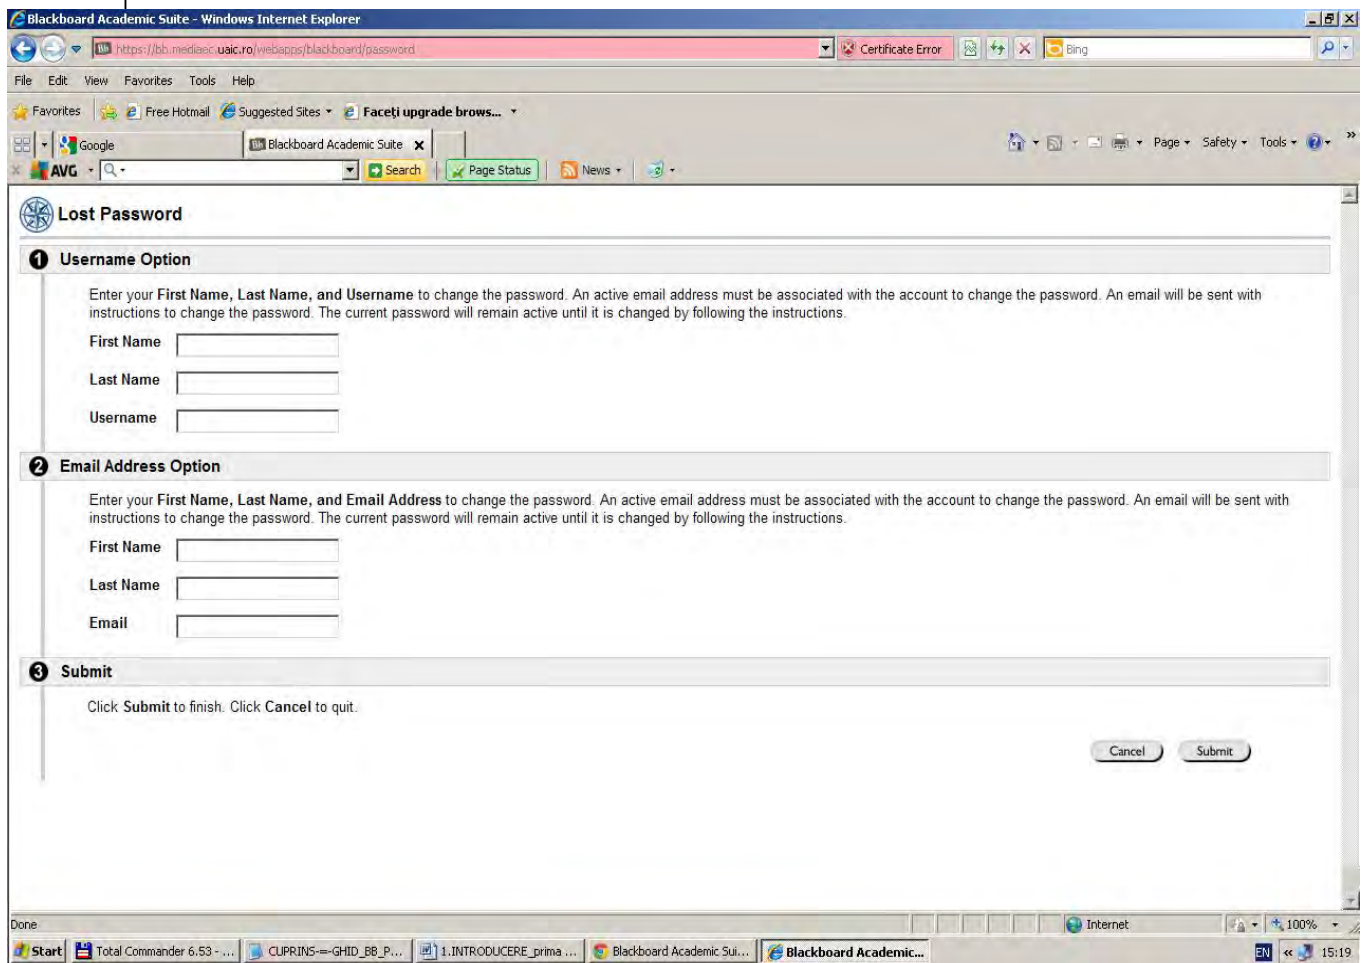 Blackboard Academic Suite - Windows Internet Explorer
https://bb.mediaec.uaic.ro/webapps/blackboard/password
Certificate Error
Bing
File Edit View Favorites Tools Help
Favorites Free Hotmail Suggested Sites Faceţi upgrade brows...
Google Blackboard Academic Suite
Page Safety Tools
AVG Search Page Status News
Lost Password
1 Username Option
Enter your First Name, Last Name, and Username to change the password. An active email address must be associated with the account to change the password. An email will be sent with
instructions to change the password. The current password will remain active until it is changed by following the instructions.
First Name
Last Name
Username
2 Email Address Option
Enter your First Name, Last Name, and Email Address to change the password. An active email address must be associated with the account to change the password. An email will be sent with
instructions to change the password. The current password will remain active until it is changed by following the instructions.
First Name
Last Name
Email
3 Submit
Click Submit to finish. Click Cancel to quit.
Cancel Submit
Done Internet 100%
Start Total Commander 6.53 - ... CUPRINS-=-GHID_BB_P... 1.INTRODUCERE_prima ... Blackboard Academic Sui... Blackboard Academic... EN « 15:19